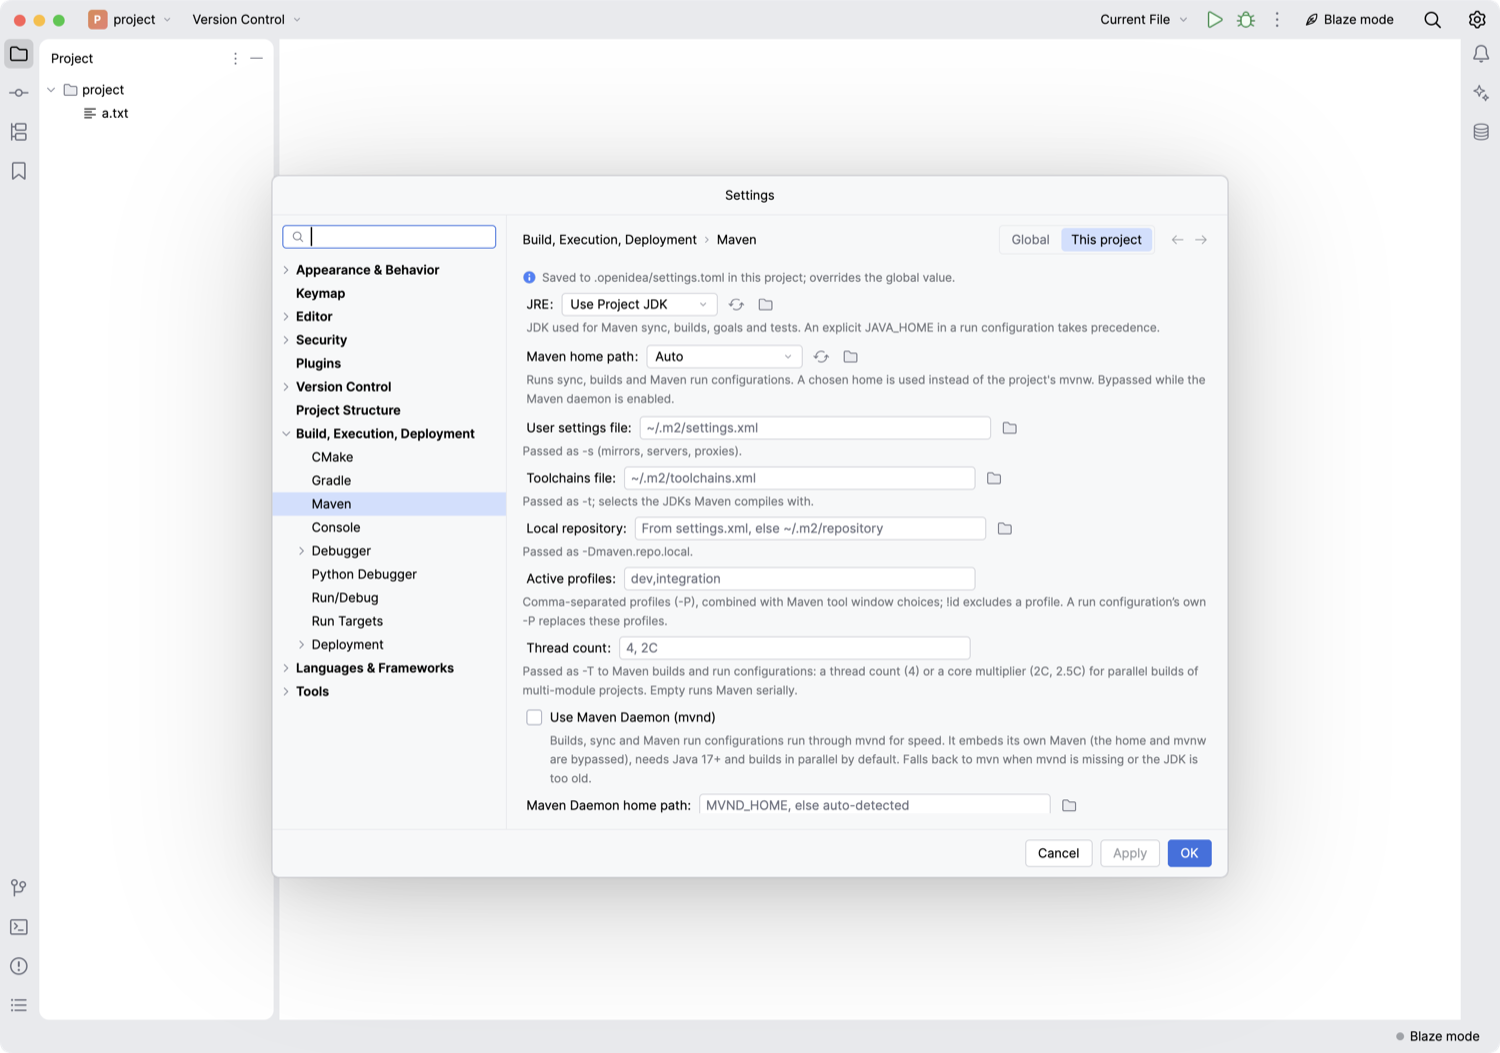 P project
Version Control
Current File
Blaze mode
Project
project
a.txt
Settings
Appearance & Behavior
Keymap
Editor
Security
Plugins
Version Control
Project Structure
Build, Execution, Deployment
CMake
Gradle
Maven
Console
Debugger
Python Debugger
Run/Debug
Run Targets
Deployment
Languages & Frameworks
Tools
Build, Execution, Deployment › Maven
Global
This project
Saved to .openidea/settings.toml in this project; overrides the global value.
JRE: Use Project JDK
JDK used for Maven sync, builds, goals and tests. An explicit JAVA_HOME in a run configuration takes precedence.
Maven home path: Auto
Runs sync, builds and Maven run configurations. A chosen home is used instead of the project's mvnw. Bypassed while the
Maven daemon is enabled.
User settings file: ~/.m2/settings.xml
Passed as -s (mirrors, servers, proxies).
Toolchains file: ~/.m2/toolchains.xml
Passed as -t; selects the JDKs Maven compiles with.
Local repository: From settings.xml, else ~/.m2/repository
Passed as -Dmaven.repo.local.
Active profiles: dev,integration
Comma-separated profiles (-P), combined with Maven tool window choices; !id excludes a profile. A run configuration's own
-P replaces these profiles.
Thread count: 4, 2C
Passed as -T to Maven builds and run configurations: a thread count (4) or a core multiplier (2C, 2.5C) for parallel builds of
multi-module projects. Empty runs Maven serially.
Use Maven Daemon (mvnd)
Builds, sync and Maven run configurations run through mvnd for speed. It embeds its own Maven (the home and mvnw
are bypassed), needs Java 17+ and builds in parallel by default. Falls back to mvn when mvnd is missing or the JDK is
too old.
Maven Daemon home path: MVND_HOME, else auto-detected
Cancel
Apply
OK
Blaze mode